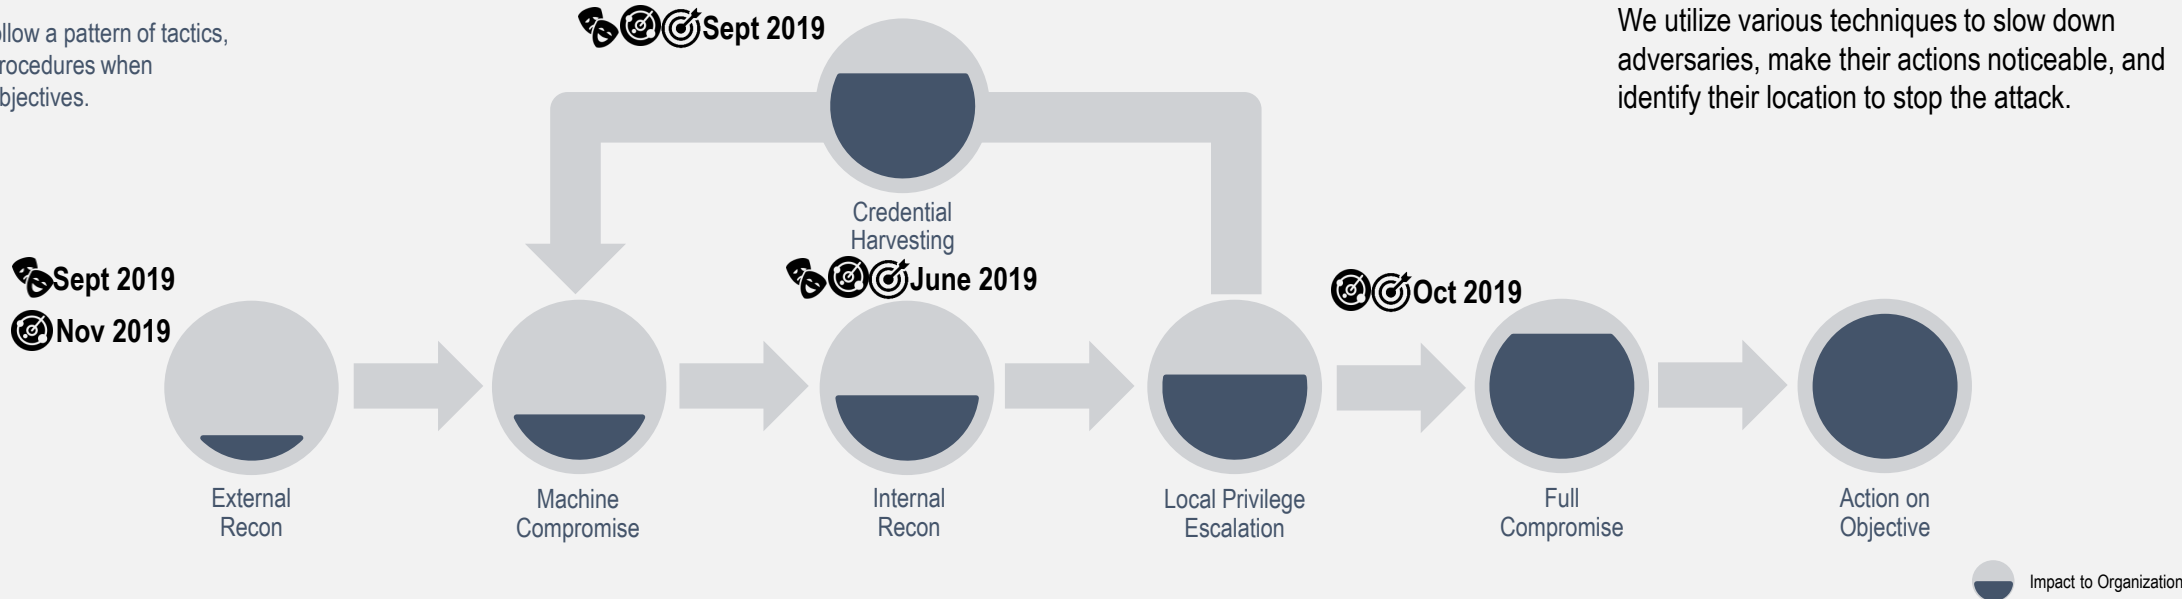 llow a pattern of tactics,
rocedures when
bjectives.
Sept 2019
We utilize various techniques to slow down
adversaries, make their actions noticeable, and
identify their location to stop the attack.
Credential
Harvesting
Sept 2019
Nov 2019
June 2019
Oct 2019
External
Recon
Machine
Compromise
Internal
Recon
Local Privilege
Escalation
Full
Compromise
Action on
Objective
Impact to Organization